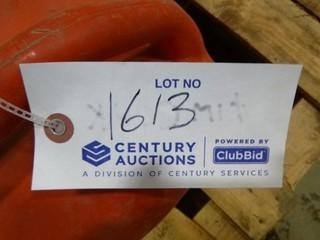 LOT NO
1613
CENTURY AUCTIONS
POWERED BY
ClubBid
A DIVISION OF CENTURY SERVICES